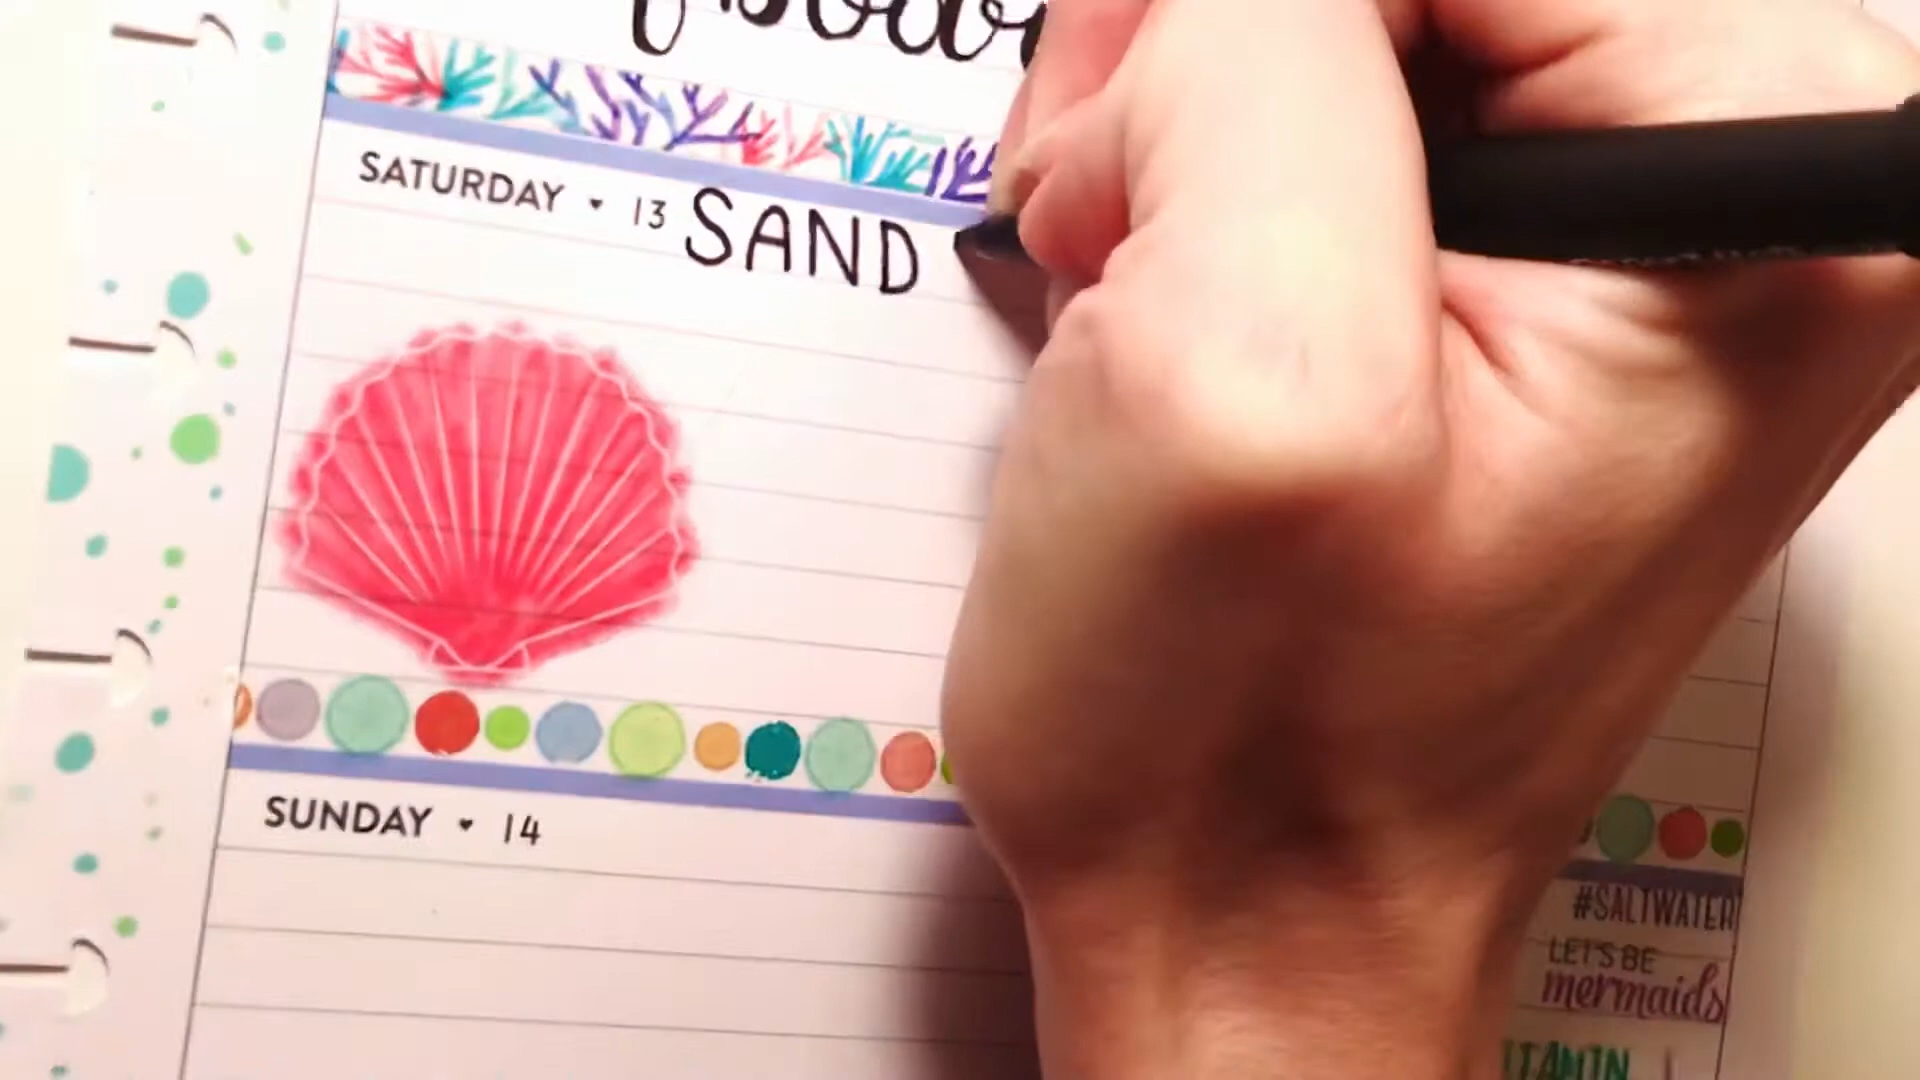 SATURDAY ♥ 13 SAND
SUNDAY ♥ 14
#SALTWATER
LET'S BE
mermaids